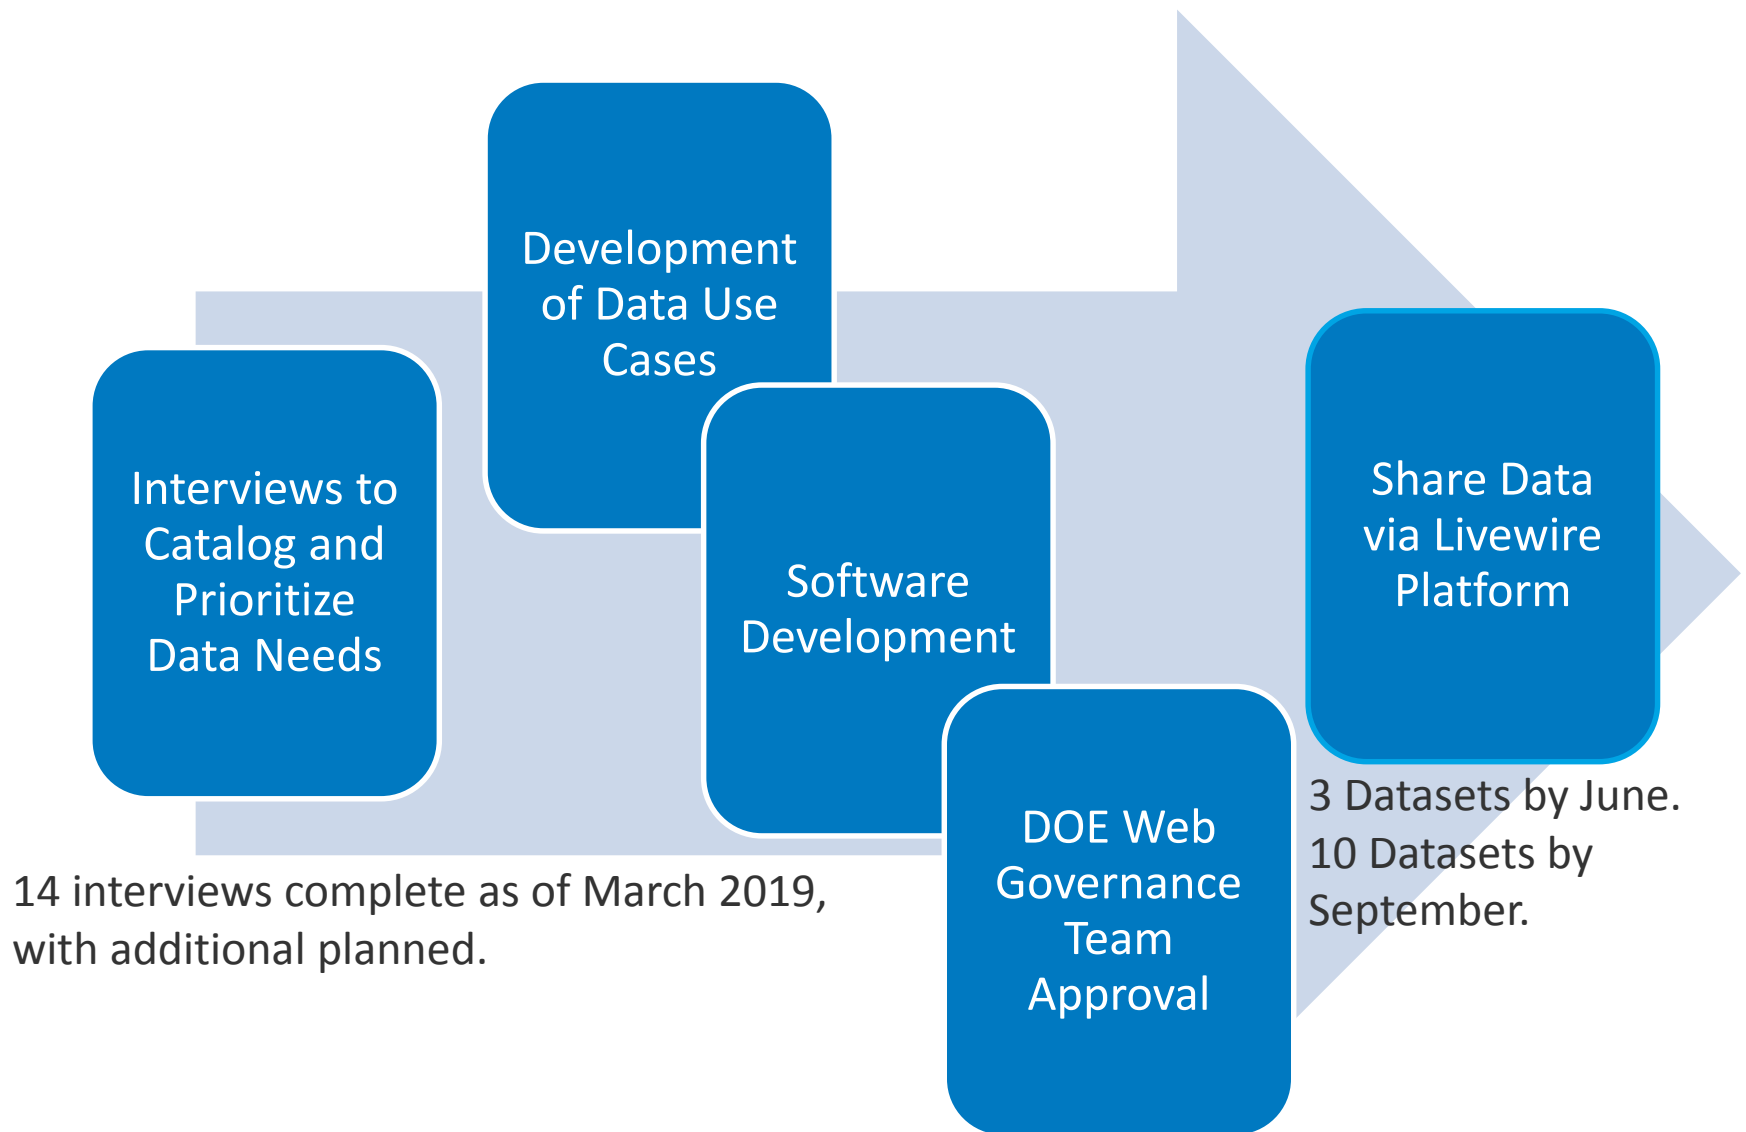 Development
of Data Use
Cases
Interviews to
Catalog and
Prioritize
Data Needs
Software
Development
DOE Web
Governance
Team
Approval
Share Data
via Livewire
Platform
3 Datasets by June.
10 Datasets by
September.
14 interviews complete as of March 2019,
with additional planned.